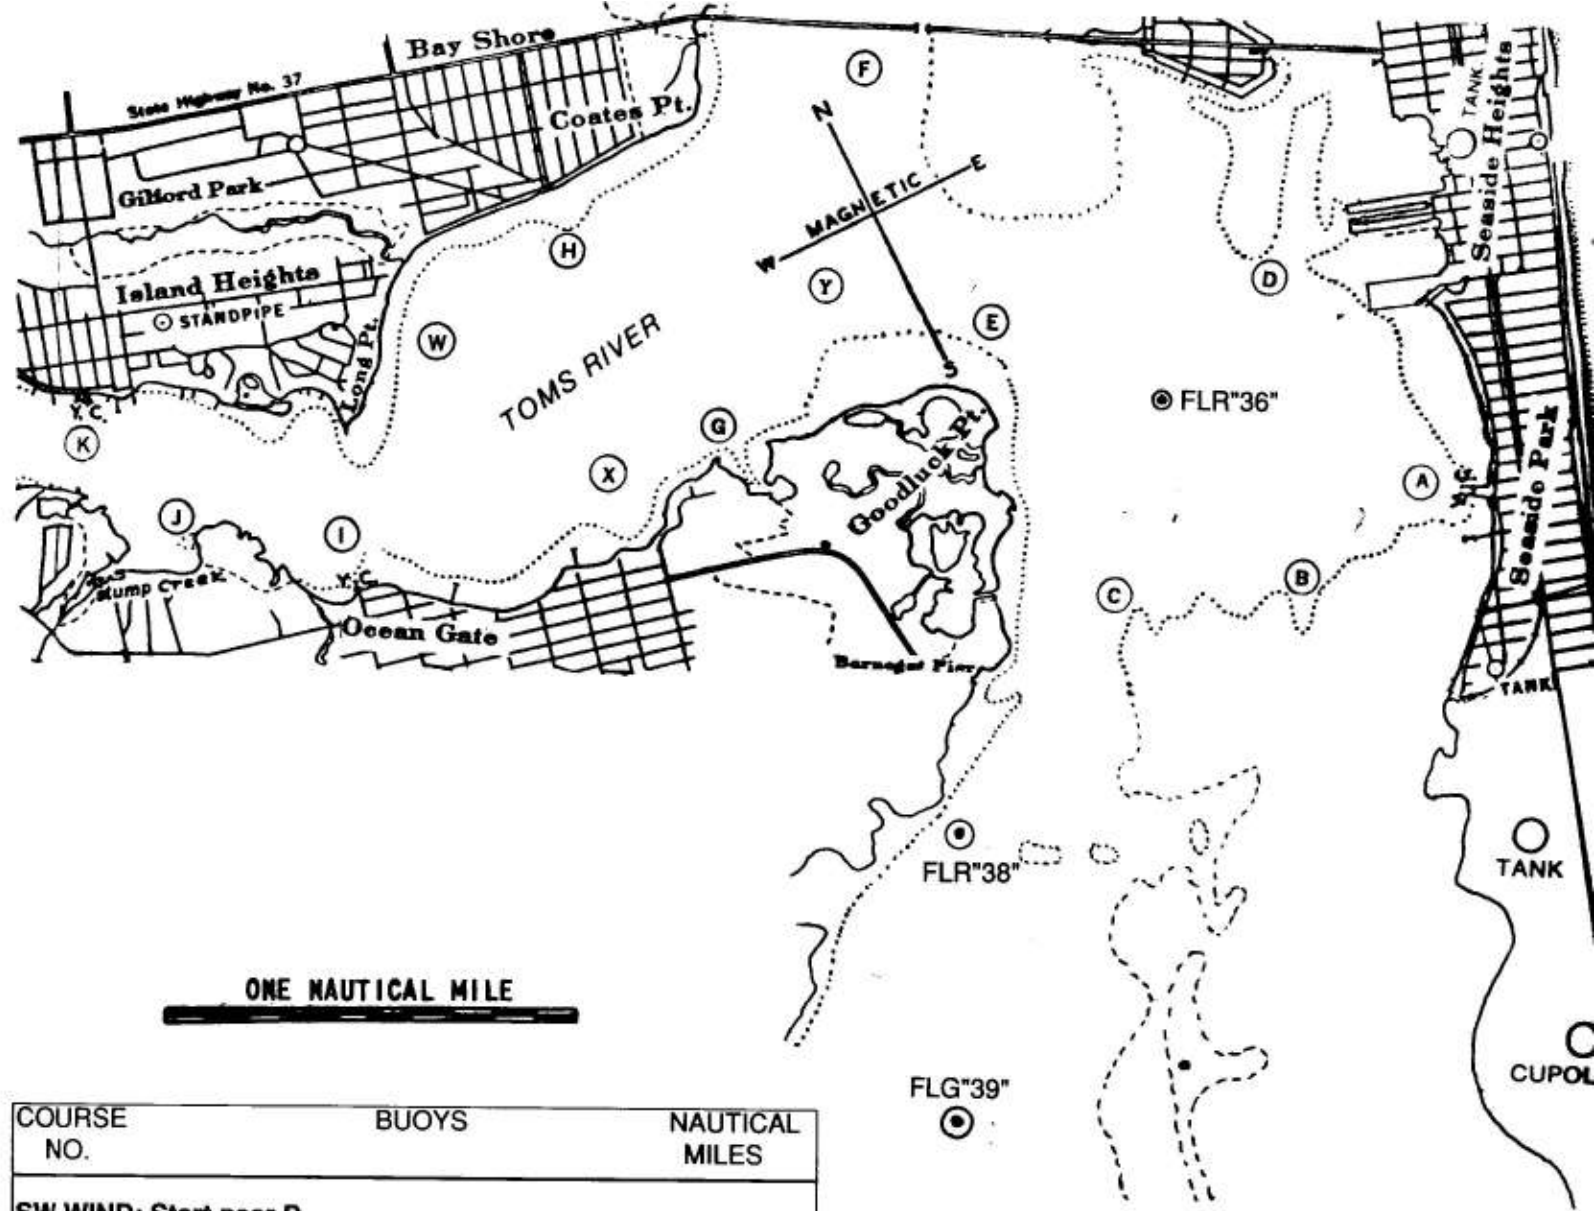 Bay Shore
State Highway No. 37
Coates Pt.
F
TANK
Seaside Heights
Seaside Heights
N
Gilford Park
MAGNETIC
E
W
H
Y
D
Island Heights
STANDPIPE
Long Pt.
W
E
TOMS RIVER
S
FLR"36"
Y.C.
K
G
Goodluck Pt.
X
A
Y.C.
Seaside Park
J
I
B
C
Stump Creek
Y.C.
Ocean Gate
Barnegat Pier
TANK
FLR"38"
TANK
ONE NAUTICAL MILE
CUPOL
FLG"39"
COURSE NO.
BUOYS
NAUTICAL MILES